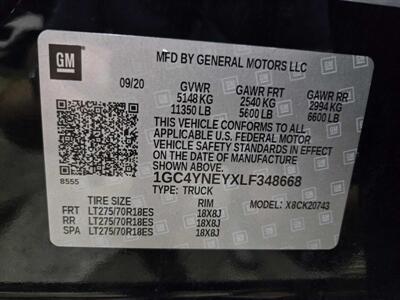 GM
MFD BY GENERAL MOTORS LLC
09/20
GVWR GAWR FRT GAWR RR
5148 KG 2540 KG 2994 KG
11350 LB 5600 LB 6600 LB
THIS VEHICLE CONFORMS TO ALL
APPLICABLE U.S. FEDERAL MOTOR
VEHICLE SAFETY STANDARDS IN
EFFECT ON THE DATE OF MANUFACTURE
SHOWN ABOVE.
1GC4YNEYXLF348668
8555
TYPE: TRUCK
MODEL: X8CK20743
TIRE SIZE RIM
FRT LT275/70R18ES 18X8J
RR LT275/70R18ES 18X8J
SPA LT275/70R18ES 18X8J